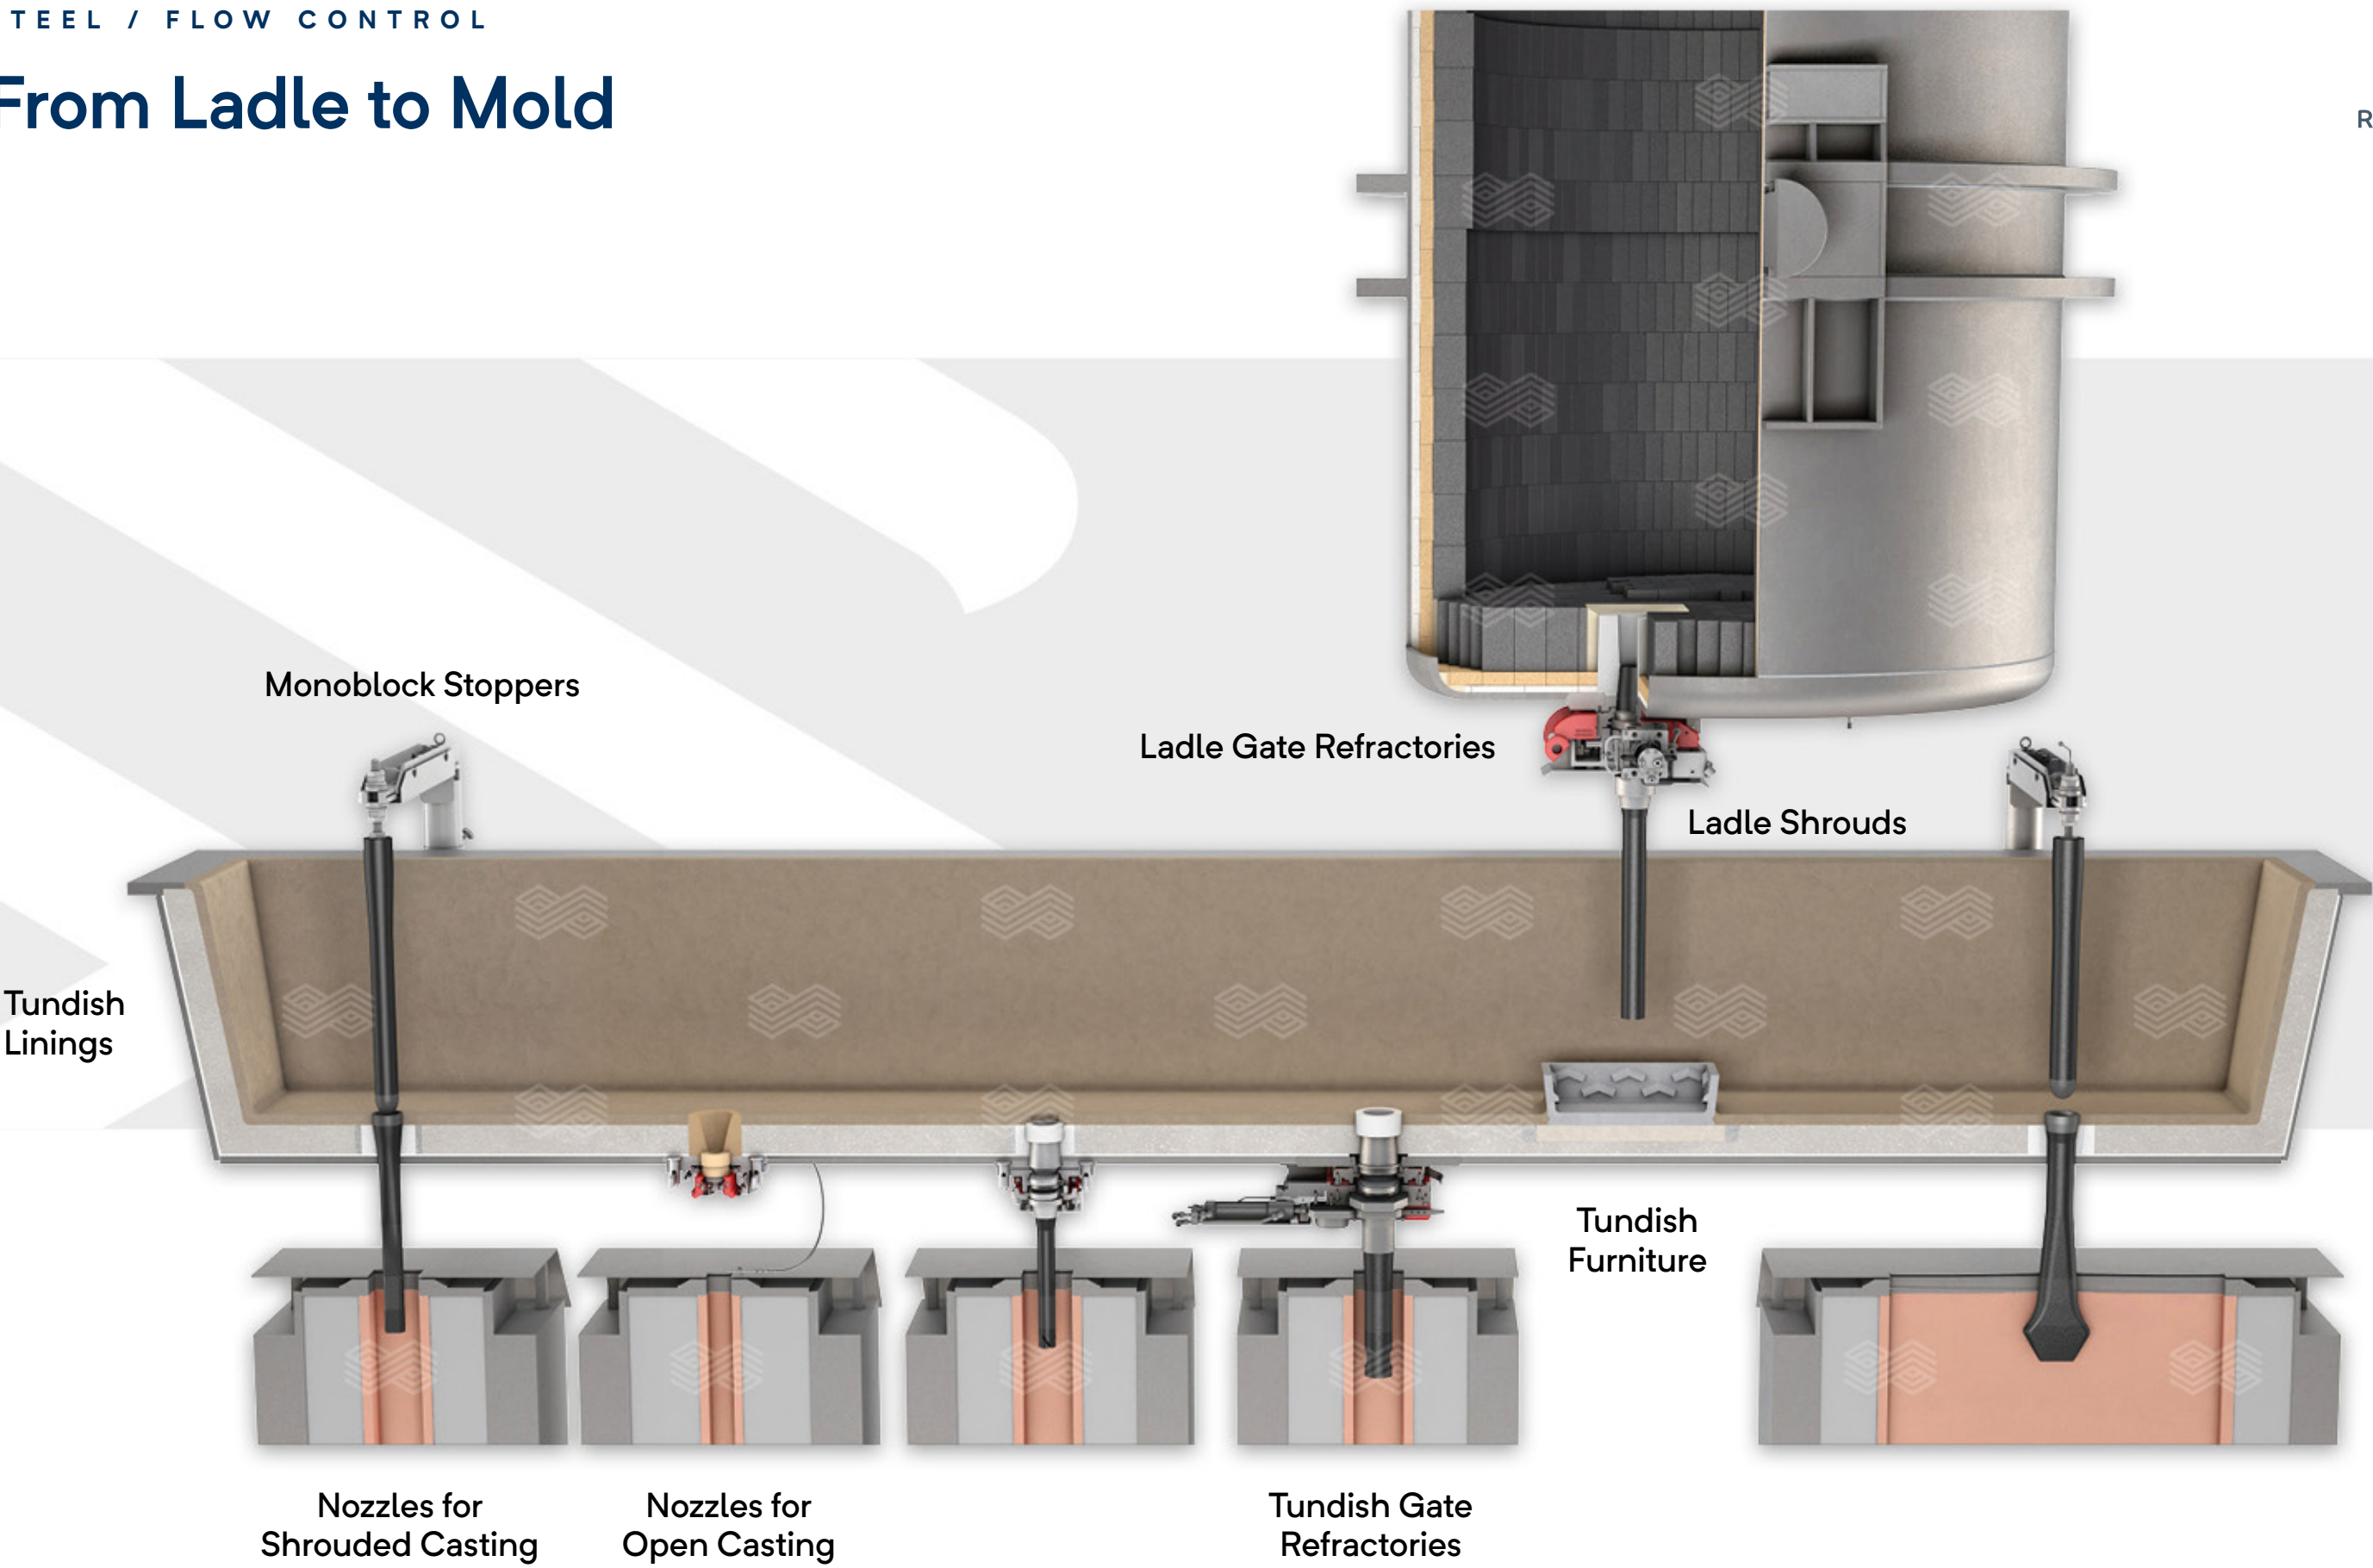 TEEL / FLOW CONTROL
From Ladle to Mold
R
Monoblock Stoppers
Ladle Gate Refractories
Ladle Shrouds
Tundish
Linings
Tundish
Furniture
Nozzles for
Shrouded Casting
Nozzles for
Open Casting
Tundish Gate
Refractories